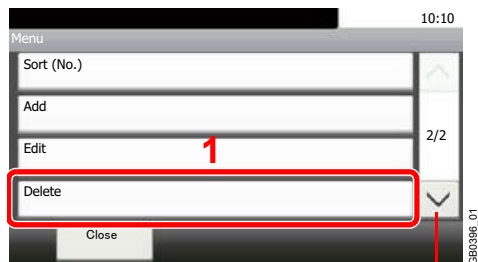 10:10
Menu
Sort (No.)
Add
2/2
Edit
1
Delete
Close
GB0396_01